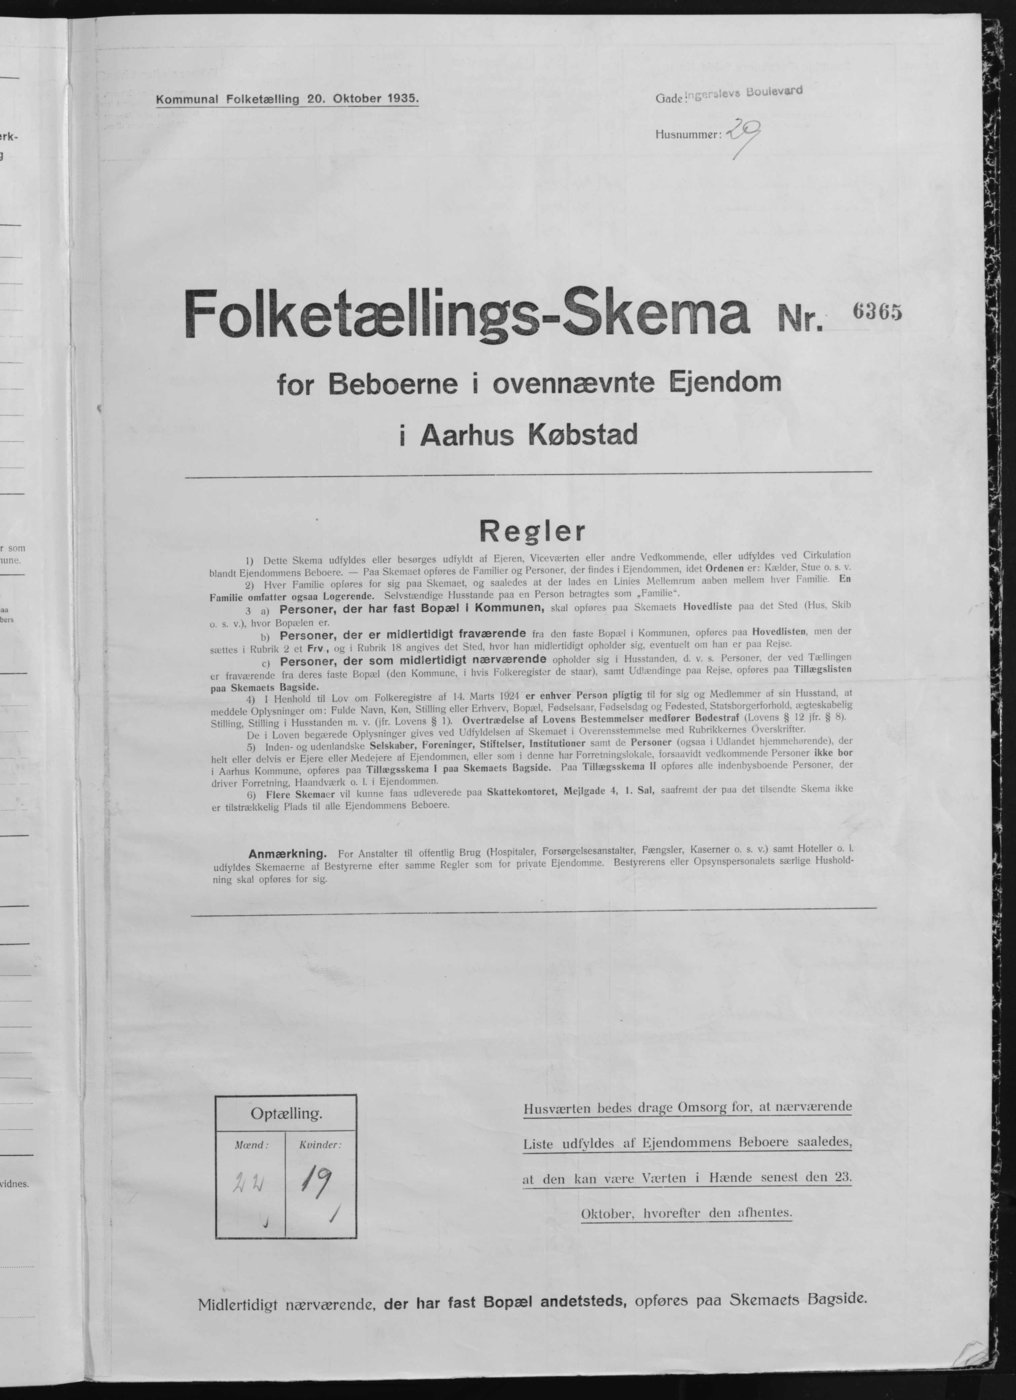 Kommunal Folketælling 20. Oktober 1935.
Gade: Ingerslevs Boulevard
Husnummer: 29
Folketællings-Skema Nr. 6365
for Beboerne i ovennævnte Ejendom
i Aarhus Købstad
Regler
1) Dette Skema udfyldes eller besørges udfyldt af Ejeren, Viceværten eller andre Vedkommende, eller udfyldes ved Cirkulation
blandt Ejendommens Beboere. — Paa Skemaet opføres de Familier og Personer, der findes i Ejendommen, idet Ordenen er: Kælder, Stue o. s. v.
2) Hver Familie opføres for sig paa Skemaet, og saaledes at der lades en Linies Mellemrum aaben mellem hver Familie. En
Familie omfatter ogsaa Logerende. Selvstændige Husstande paa en Person betragtes som „Familie“.
3 a) Personer, der har fast Bopæl i Kommunen, skal opføres paa Skemaets Hovedliste paa det Sted (Hus, Skib
o. s. v.), hvor Bopælen er.
b) Personer, der er midlertidigt fraværende fra den faste Bopæl i Kommunen, opføres paa Hovedlisten, men der
sættes i Rubrik 2 et Frv., og i Rubrik 18 angives det Sted, hvor han midlertidigt opholder sig, eventuelt om han er paa Rejse.
c) Personer, der som midlertidigt nærværende opholder sig i Husstanden, d. v. s. Personer, der ved Tællingen
er fraværende fra deres faste Bopæl (den Kommune, i hvis Folkeregister de staar), samt Udlændinge paa Rejse, opføres paa Tillægslisten
paa Skemaets Bagside.
4) I Henhold til Lov om Folkeregistre af 14. Marts 1924 er enhver Person pligtig til for sig og Medlemmer af sin Husstand, at
meddele Oplysninger om: Fulde Navn, Køn, Stilling eller Erhverv, Bopæl, Fødselsaar, Fødselsdag og Fødested, Statsborgerforhold, ægteskabelig
Stilling, Stilling i Husstanden m. v. (jfr. Lovens § 1). Overtrædelse af Lovens Bestemmelser medfører Bødestraf (Lovens § 12 jfr. § 8).
De i Loven begærede Oplysninger gives ved Udfyldelsen af Skemaet i Overensstemmelse med Rubrikkernes Overskrifter.
5) Inden- og udenlandske Selskaber, Foreninger, Stiftelser, Institutioner samt de Personer (ogsaa i Udlandet hjemmehørende), der
helt eller delvis er Ejere eller Medejere af Ejendommen, eller som i denne har Forretningslokale, forsaavidt vedkommende Personer ikke bor
i Aarhus Kommune, opføres paa Tillægsskema I paa Skemaets Bagside. Paa Tillægsskema II opføres alle indenbysboende Personer, der
driver Forretning, Haandværk o. l. i Ejendommen.
6) Flere Skemaer vil kunne faas udleverede paa Skattekontoret, Mejlgade 4, 1. Sal, saafremt der paa det tilsendte Skema ikke
er tilstrækkelig Plads til alle Ejendommens Beboere.
Anmærkning. For Anstalter til offentlig Brug (Hospitaler, Forsørgelsesanstalter, Fængsler, Kaserner o. s. v.) samt Hoteller o. l.
udfyldes Skemaerne af Bestyrerne efter samme Regler som for private Ejendomme. Bestyrerens eller Opsynspersonalets særlige Hushold-
ning skal opføres for sig.
Optælling.
Mænd: Kvinder:
22 19
Husværten bedes drage Omsorg for, at nærværende
Liste udfyldes af Ejendommens Beboere saaledes,
at den kan være Værten i Hænde senest den 23.
Oktober, hvorefter den afhentes.
Midlertidigt nærværende, der har fast Bopæl andetsteds, opføres paa Skemaets Bagside.